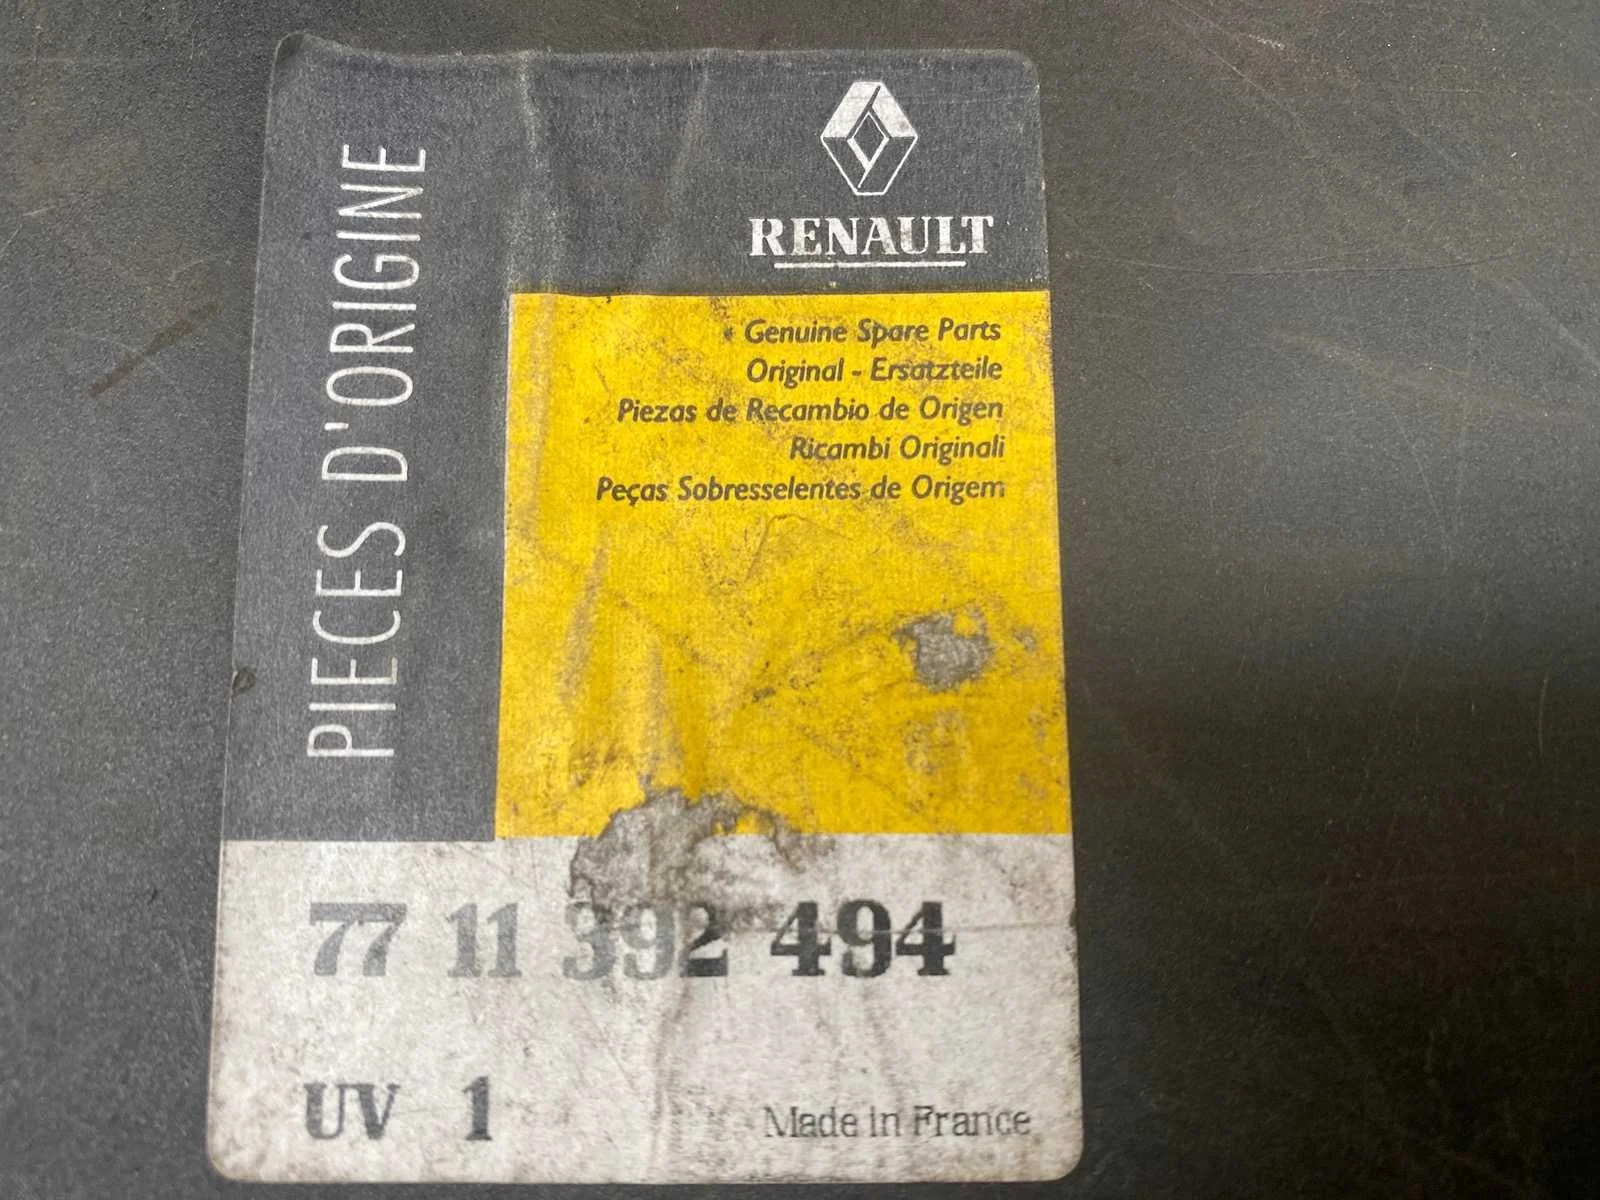 PIECES D'ORIGINE
RENAULT
Genuine Spare Parts
Original - Ersatzteile
Piezas de Recambio de Origen
Ricambi Originali
Peças Sobresselentes de Origem
77 11 392 494
UV 1
Made in France